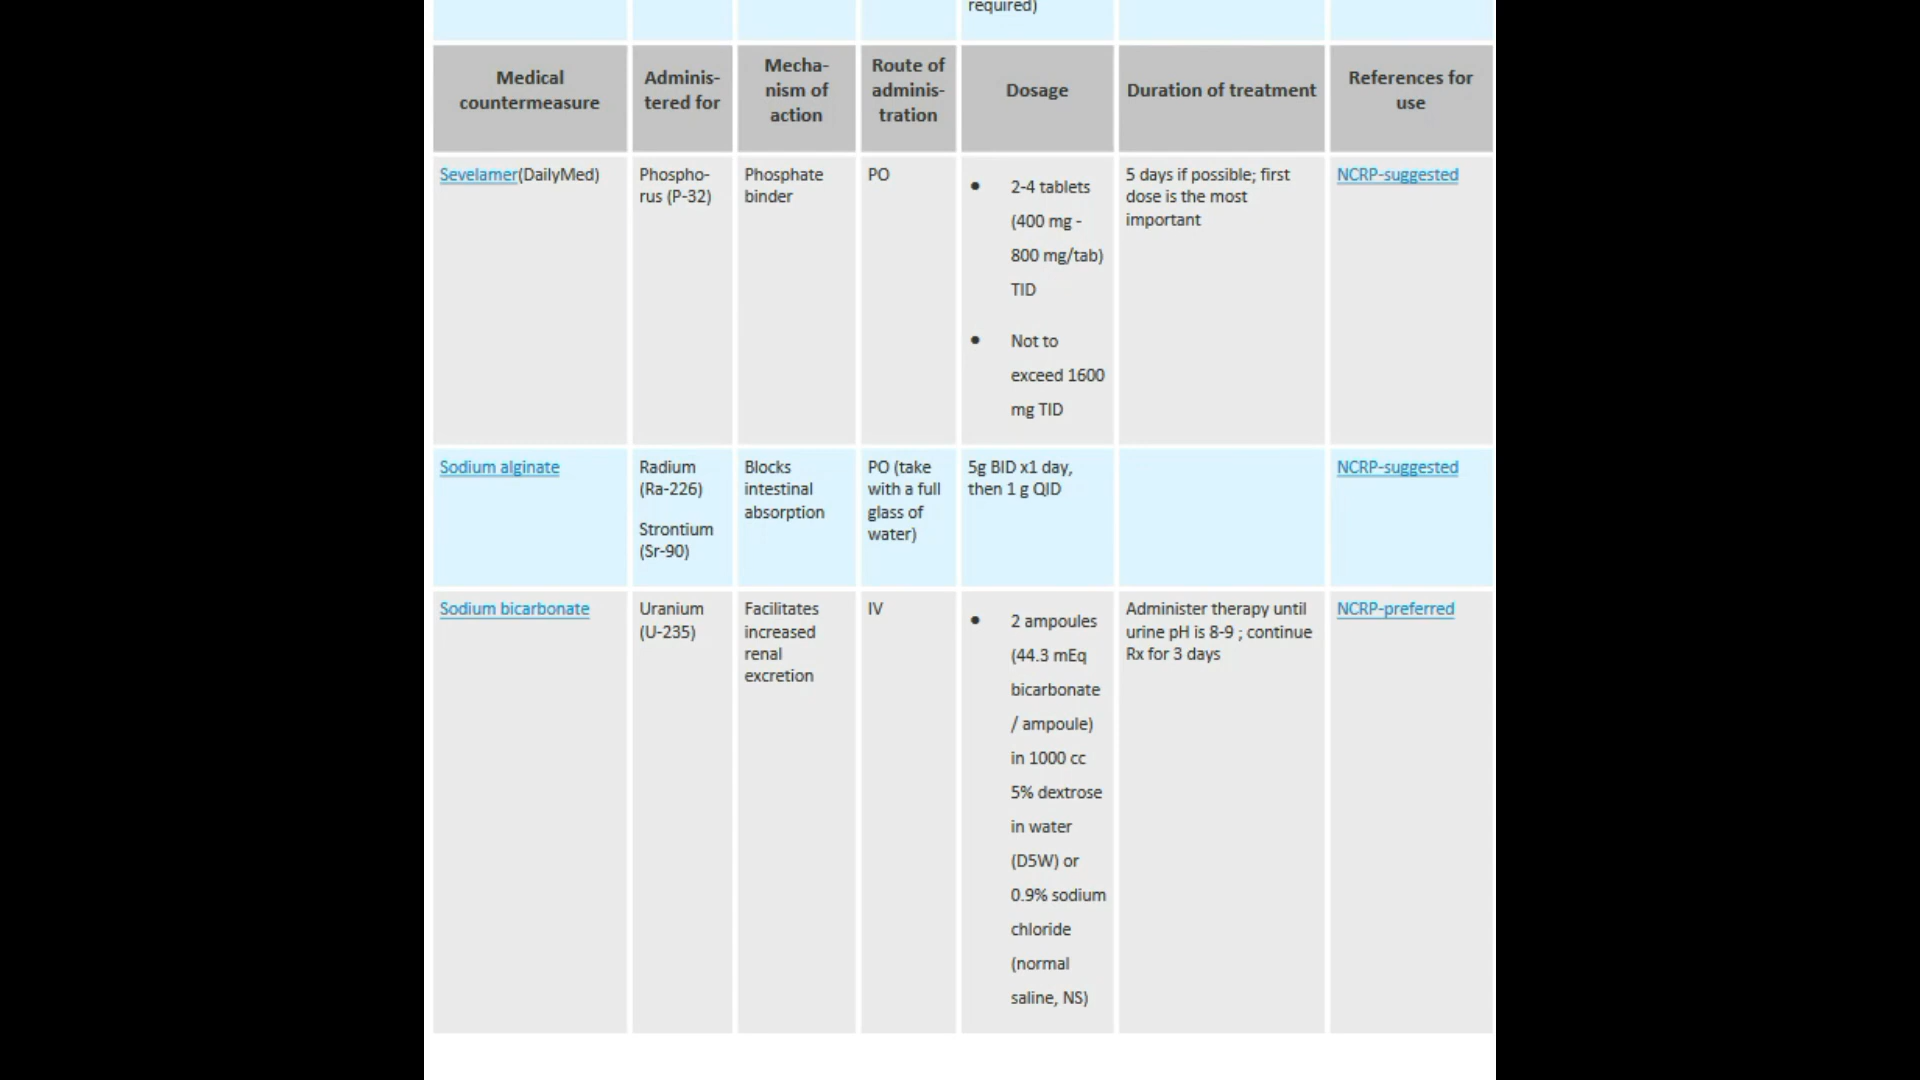 required)
Medical
countermeasure
Adminis-
tered for
Mecha-
nism of
action
Route of
adminis-
tration
Dosage
Duration of treatment
References for
use
Sevelamer(DailyMed)
Phospho-
rus (P-32)
Phosphate
binder
PO
• 2-4 tablets
(400 mg -
800 mg/tab)
TID
• Not to
exceed 1600
mg TID
5 days if possible; first
dose is the most
important
NCRP-suggested
Sodium alginate
Radium
(Ra-226)
Strontium
(Sr-90)
Blocks
intestinal
absorption
PO (take
with a full
glass of
water)
5g BID x1 day,
then 1 g QID
NCRP-suggested
Sodium bicarbonate
Uranium
(U-235)
Facilitates
increased
renal
excretion
IV
• 2 ampoules
(44.3 mEq
bicarbonate
/ ampoule)
in 1000 cc
5% dextrose
in water
(D5W) or
0.9% sodium
chloride
(normal
saline, NS)
Administer therapy until
urine pH is 8-9 ; continue
Rx for 3 days
NCRP-preferred